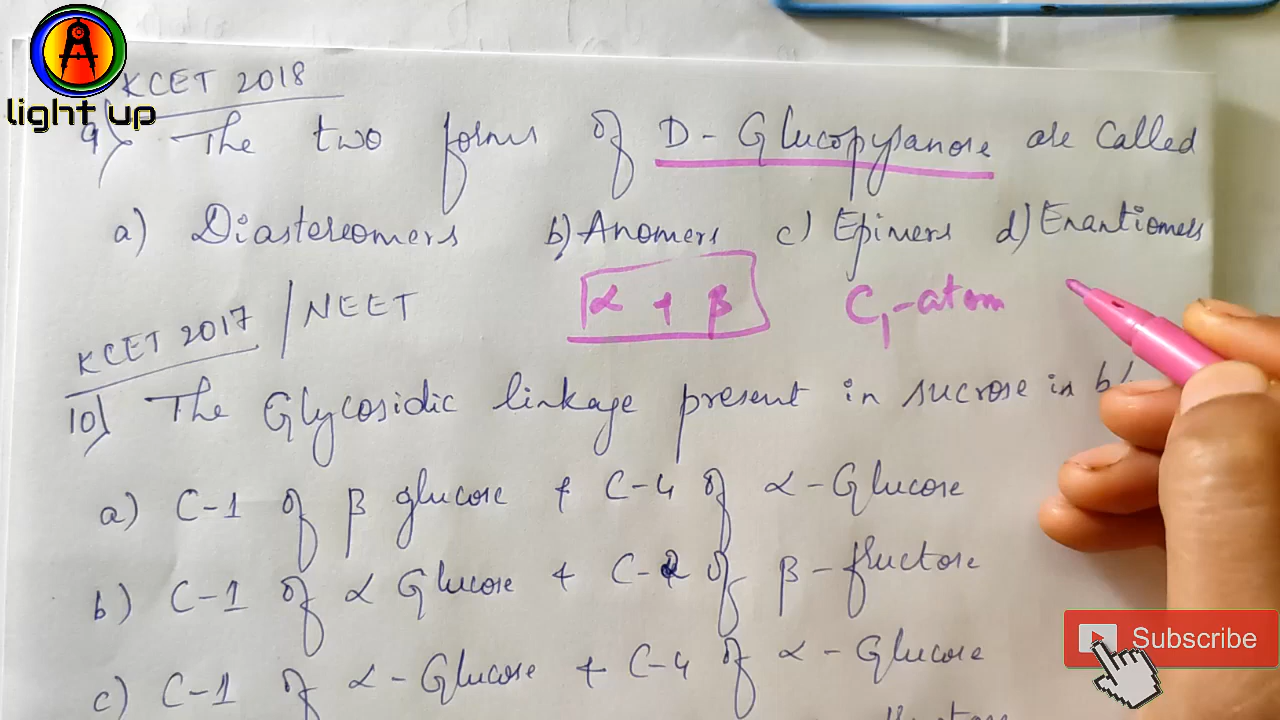 light up
KCET 2018
9) The two forms of D-Glucopyranose are called
a) Diastereomers b) Anomers c) Epimers d) Enantiomers
α + β C1-atom
KCET 2017 / NEET
10) The Glycosidic linkage present in sucrose in b/
a) C-1 of β glucose + C-4 of α-Glucose
b) C-1 of α Glucose + C-2 of β-fructose
c) C-1 of α-Glucose + C-4 of α-Glucose
Subscribe